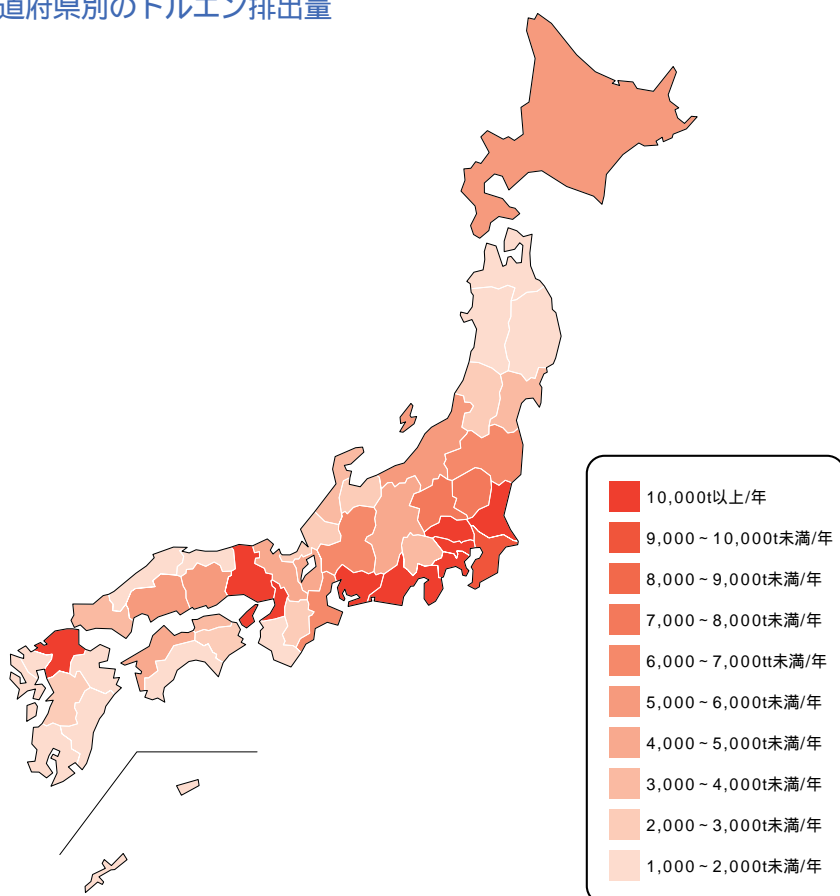 道府県別のトルエン排出量
10,000t以上/年
9,000~10,000t未満/年
8,000~9,000t未満/年
7,000~8,000t未満/年
6,000~7,000tt未満/年
5,000~6,000t未満/年
4,000~5,000t未満/年
3,000~4,000t未満/年
2,000~3,000t未満/年
1,000~2,000t未満/年